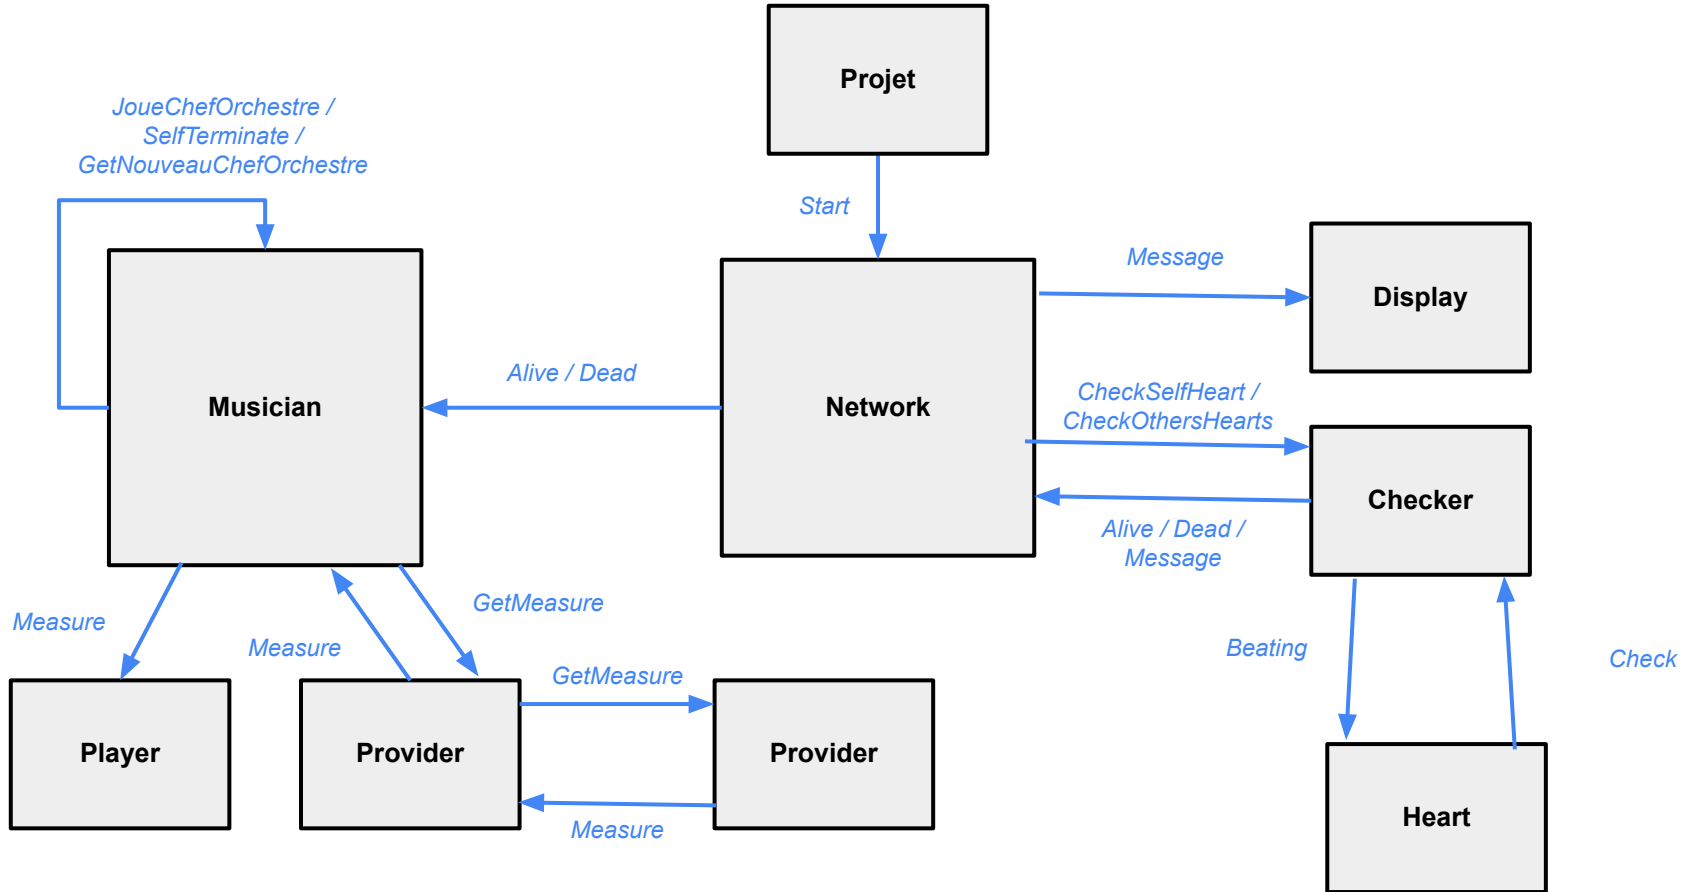 Projet
JoueChefOrchestre /
SelfTerminate /
GetNouveauChefOrchestre
Start
Message
Display
Musician
Alive / Dead
Network
CheckSelfHeart /
CheckOthersHearts
Checker
Alive / Dead /
Message
Measure
Measure
GetMeasure
GetMeasure
Beating
Check
Player
Provider
Provider
Measure
Heart